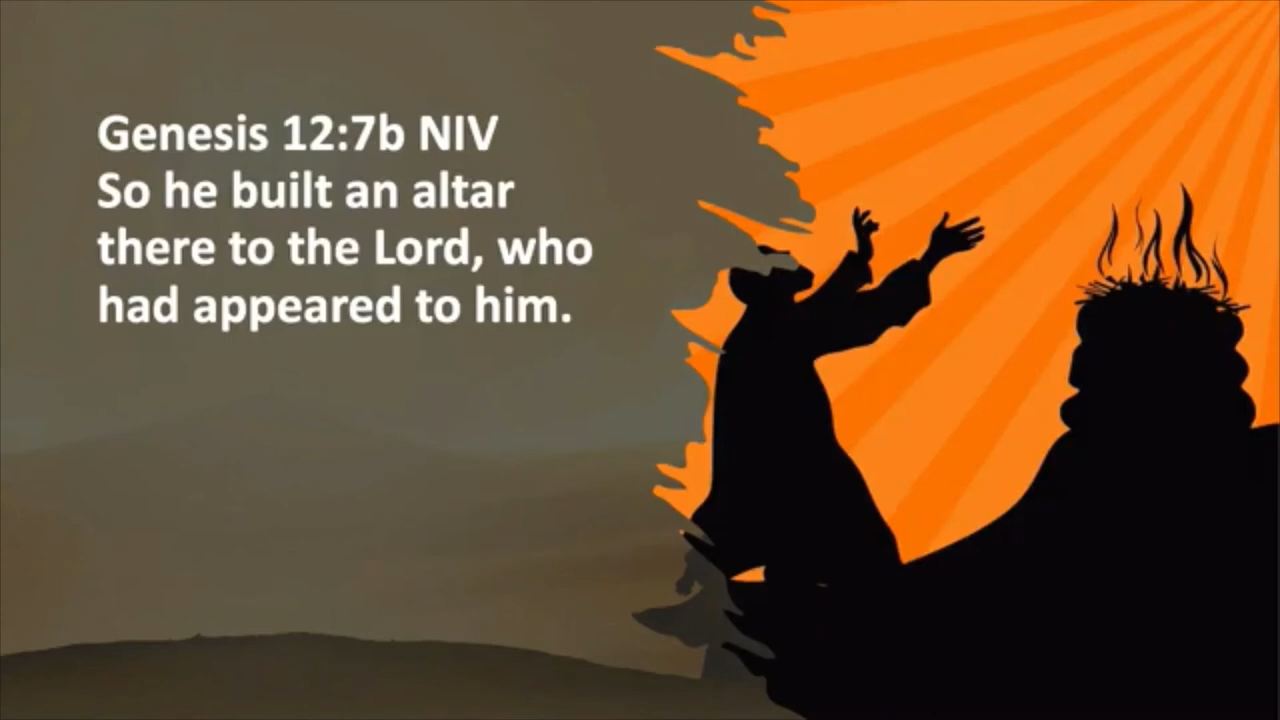 Genesis 12:7b NIV
So he built an altar
there to the Lord, who
had appeared to him.